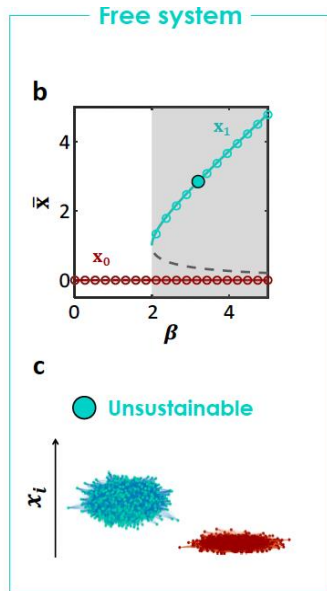 Free system
b
4
2
0
x̄
x₁
x₀
0 2 4
β
c
Unsustainable
xᵢ